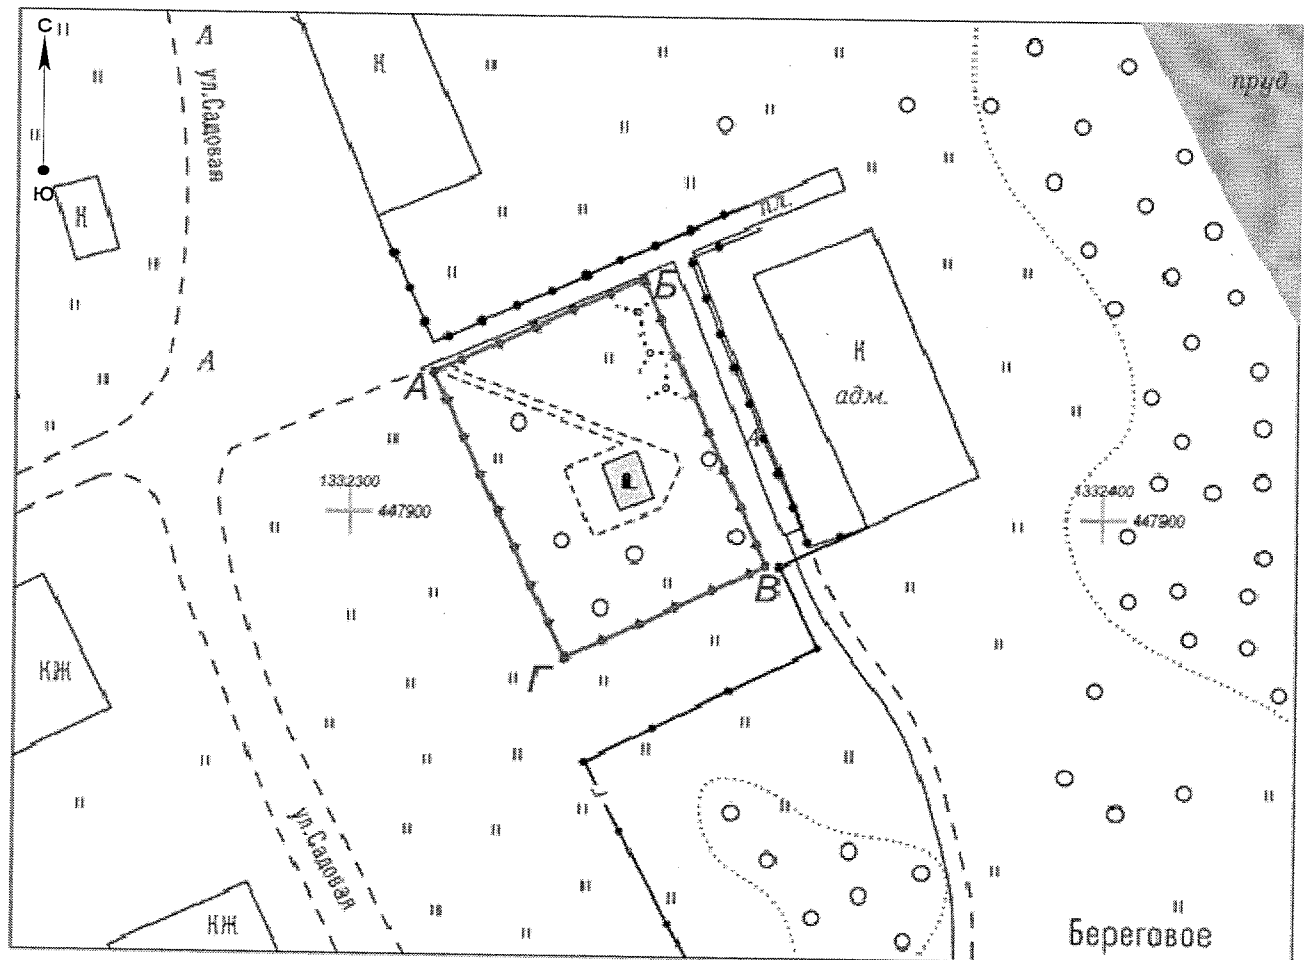 С
Ю
А
ул.Садовая
К
К
пруд
пл.
Б
А
А
К
адм.
1332300
447900
1332400
447900
В
Г
КЖ
ул.Садовая
КЖ
Береговое